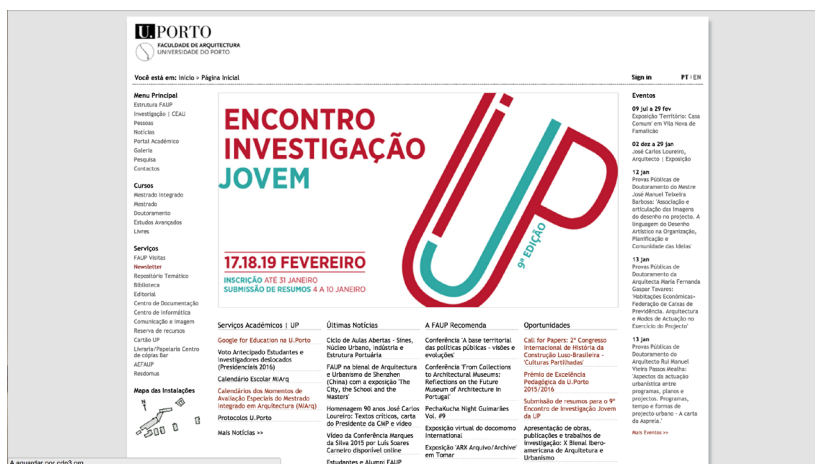 U.PORTO
FACULDADE DE ARQUITECTURA
UNIVERSIDADE DO PORTO
Você está em: Início > Página Inicial
Sign in
PT | EN
Menu Principal
Estrutura FAUP
Investigação | CEAU
Pessoas
Notícias
Portal Académico
Galeria
Pesquisa
Contactos
Cursos
Mestrado Integrado
Mestrado
Doutoramento
Estudos Avançados
Livres
Serviços
FAUP Visitas
Newsletter
Repositório Temático
Biblioteca
Editorial
Centro de Documentação
Centro de Informática
Comunicação e Imagem
Reserva de recursos
Cartão UP
Livraria/Papelaria Centro
de cópias Bar
AEFAUP
Resdomus
Mapa das Instalações
N
ENCONTRO
INVESTIGAÇÃO
JOVEM
17.18.19 FEVEREIRO
INSCRIÇÃO ATÉ 31 JANEIRO
SUBMISSÃO DE RESUMOS 4 A 10 JANEIRO
9ª EDIÇÃO
Serviços Académicos | UP
Google for Education na U.Porto
Voto Antecipado Estudantes e
Investigadores deslocados
(Presidenciais 2016)
Calendário Escolar MIArq
Calendários dos Momentos de
Avaliação Especiais do Mestrado
Integrado em Arquitectura (MIArq)
Protocolos U.Porto
Mais Notícias >>
Últimas Notícias
Ciclo de Aulas Abertas - Sines,
Núcleo Urbano, Indústria e
Estrutura Portuária
FAUP na bienal de Arquitectura
e Urbanismo de Shenzhen
(China) com a exposição 'The
City, the School and the
Masters'
Homenagem 90 anos José Carlos
Loureiro: Textos críticos, carta
do Presidente da CMP e vídeo
Vídeo da Conferência Marques
da Silva 2015 por Luís Soares
Carneiro disponível online
Estudantes e Alumni FAUP
A FAUP Recomenda
Conferência 'A base territorial
das políticas públicas - visões e
evoluções'
Conferência 'From Collections
to Architectural Museums:
Reflections on the Future
Museum of Architecture in
Portugal'
PechaKucha Night Guimarães
Vol. #9
Exposição virtual do docomomo
International
Exposição 'ARX Arquivo/Archive'
em Tomar
Oportunidades
Call for Papers: 2º Congresso
Internacional de História da
Construção Luso-Brasileira -
'Culturas Partilhadas'
Prémio de Excelência
Pedagógica da U.Porto
2015/2016
Submissão de resumos para o 9º
Encontro de Investigação Jovem
da UP
Apresentação de obras,
publicações e trabalhos de
investigação: X Bienal Ibero-
americana de Arquitetura e
Urbanismo
Eventos
09 jul a 29 fev
Exposição 'Território: Casa
Comum' em Vila Nova de
Famalicão
02 dez a 29 jan
José Carlos Loureiro,
Arquitecto | Exposição
12 jan
Provas Públicas de
Doutoramento do Mestre
José Manuel Teixeira
Barbosa: 'Associação e
articulação das imagens
do desenho no projecto. A
linguagem do Desenho
Artístico na Organização,
Planificação e
Comunicação das Ideias'
13 jan
Provas Públicas de
Doutoramento da
Arquiteta Maria Fernanda
Gaspar Tavares:
'Habitações Económicas-
Federação de Caixas de
Previdência. Arquitectura
e Modos de Actuação no
Exercício do Projecto'
13 jan
Provas Públicas de
Doutoramento do
Arquiteto Rui Manuel
Vieira Passos Mealha:
'Aspectos da actuação
urbanística entre
programas, planos e
projectos. Programas,
tempo e formas de
projecto urbano - A carta
da Aspreia.'
Mais Eventos >>
A aguardar por cdn3.org